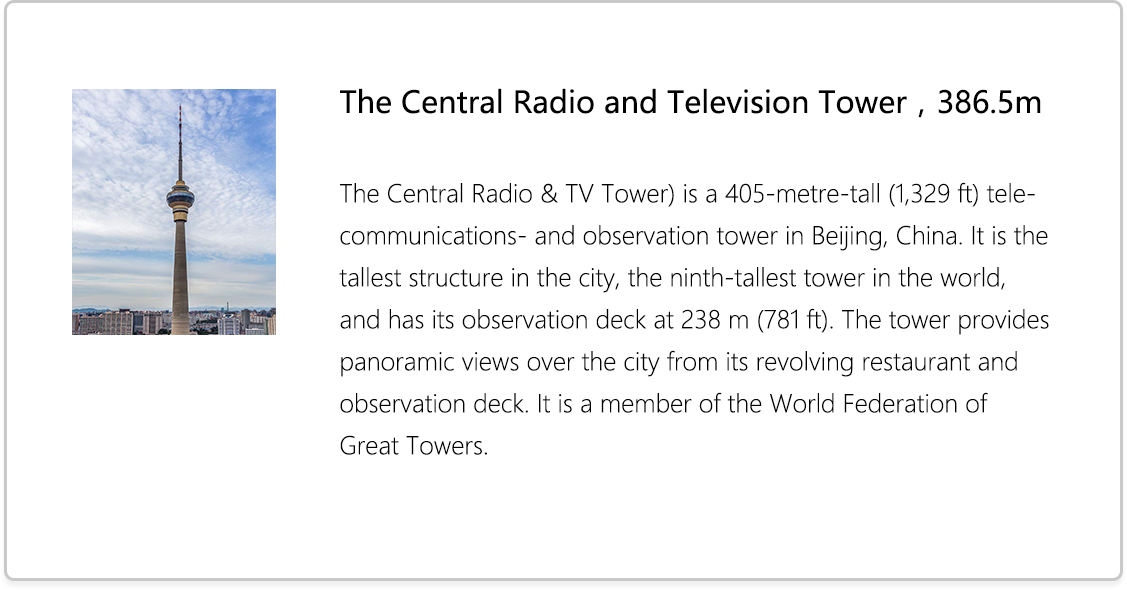 The Central Radio and Television Tower , 386.5m
The Central Radio & TV Tower) is a 405-metre-tall (1,329 ft) tele-
communications- and observation tower in Beijing, China. It is the
tallest structure in the city, the ninth-tallest tower in the world,
and has its observation deck at 238 m (781 ft). The tower provides
panoramic views over the city from its revolving restaurant and
observation deck. It is a member of the World Federation of
Great Towers.